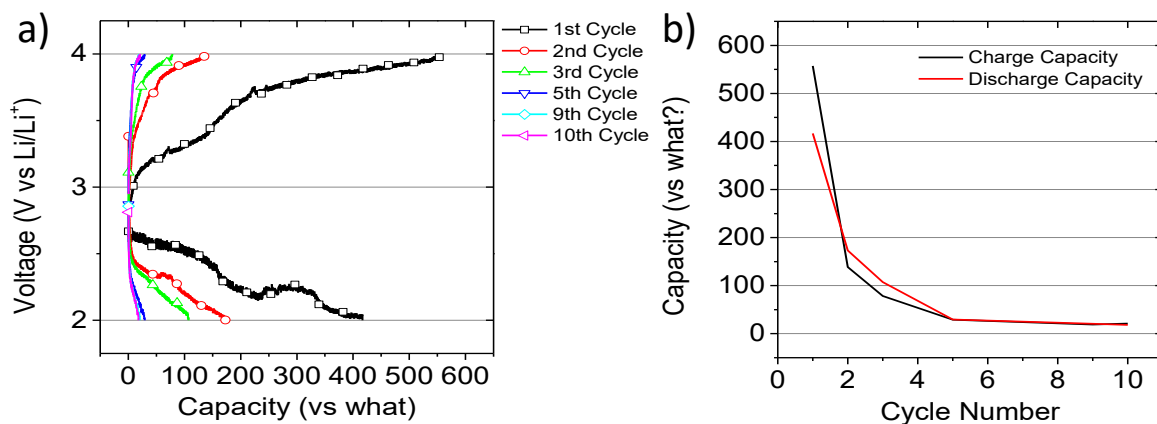 a)
1st Cycle
2nd Cycle
3rd Cycle
5th Cycle
9th Cycle
10th Cycle
4
3
2
Voltage (V vs Li/Li⁺)
0 100 200 300 400 500 600
Capacity (vs what)
b)
Charge Capacity
Discharge Capacity
600
500
400
300
200
100
0
Capacity (vs what?)
0 2 4 6 8 10
Cycle Number